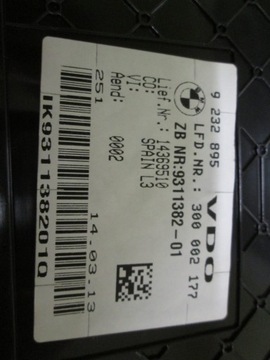 9 232 895
VDO
LFD.NR.: 300 002 177
ZB NR:9311382-01
Lief.Nr.: 14369510
CO: SPAIN L3
VI:
Aend: 0002
251
14.03.13
IK9311382010